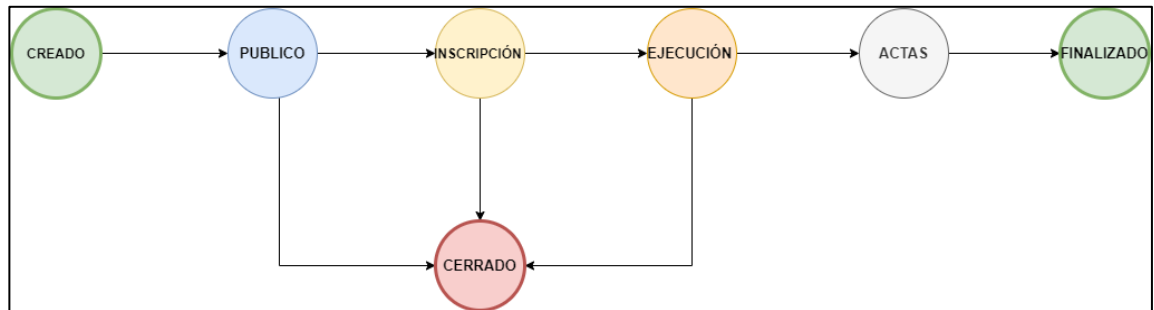 CREADO
PUBLICO
INSCRIPCIÓN
EJECUCIÓN
ACTAS
FINALIZADO
CERRADO